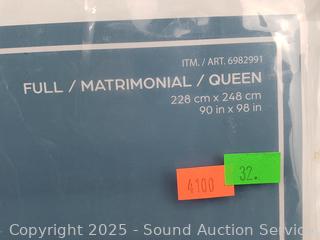 ITM./ART. 6982991
FULL / MATRIMONIAL / QUEEN
228 cm x 248 cm
90 in x 98 in
32.
4100
Copyright 2025 - Sound Auction Service